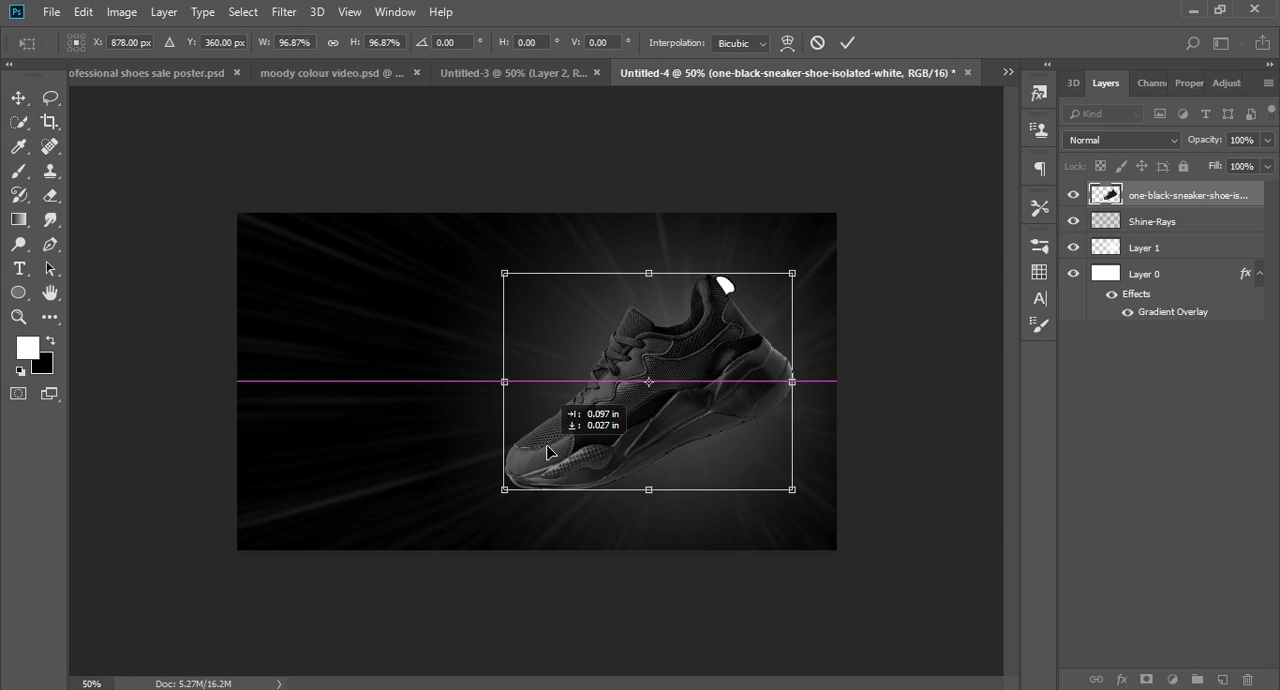 Ps File Edit Image Layer Type Select Filter 3D View Window Help
X: 878.00 px Y: 360.00 px W: 96.87% H: 96.87% 0.00 ° H: 0.00 ° V: 0.00 ° Interpolation: Bicubic
ofessional shoes sale poster.psd × moody colour video.psd @ ... × Untitled-3 @ 50% (Layer 2, R... × Untitled-4 @ 50% (one-black-sneaker-shoe-isolated-white, RGB/16) * ×
3D Layers Chann Proper Adjust
Kind
Normal Opacity: 100%
Lock: Fill: 100%
one-black-sneaker-shoe-is...
Shine-Rays
Layer 1
Layer 0 fx
Effects
Gradient Overlay
→|: 0.097 in
↓: 0.027 in
50% Doc: 5.27M/16.2M